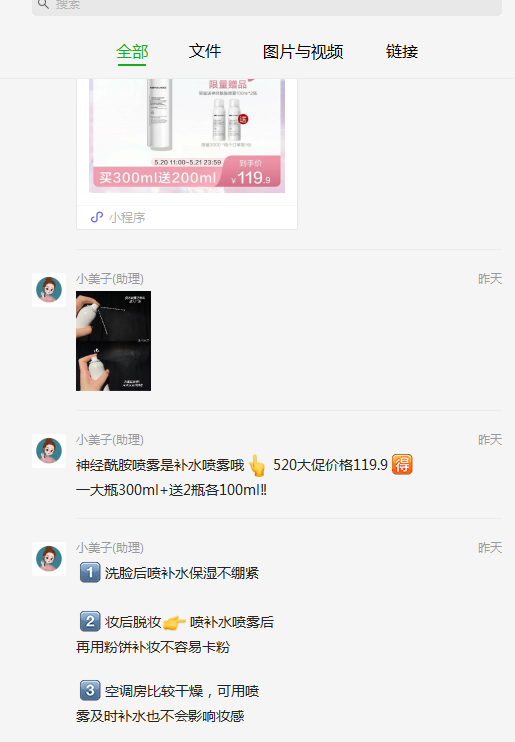 搜索
全部 文件 图片与视频 链接
限量赠品
送
5.20 11:00~5.21 23:59
到手价
买300ml送200ml
¥119.9
小程序
小美子(助理) 昨天
小美子(助理) 昨天
神经酰胺喷雾是补水喷雾哦👆 520大促价格119.9🉐
一大瓶300ml+送2瓶各100ml‼
小美子(助理) 昨天
1️⃣洗脸后喷补水保湿不绷紧
2️⃣妆后脱妆👉喷补水喷雾后
再用粉饼补妆不容易卡粉
3️⃣空调房比较干燥，可用喷
雾及时补水也不会影响妆感